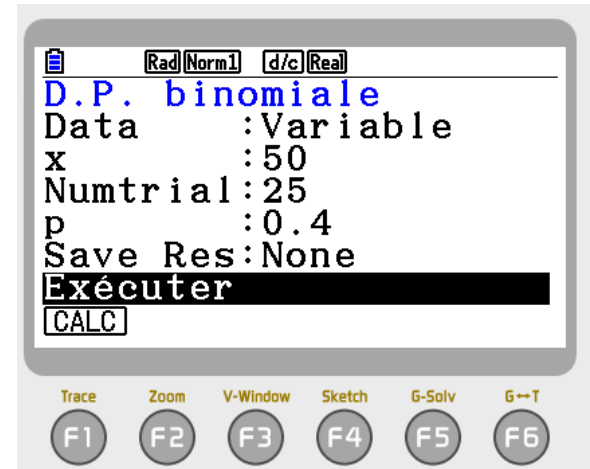 Rad Norm1 d/c Real
D.P. binomiale
Data :Variable
x :50
Numtrial:25
p :0.4
Save Res:None
Exécuter
CALC
Trace Zoom V-Window Sketch G-Solv G↔T
F1 F2 F3 F4 F5 F6